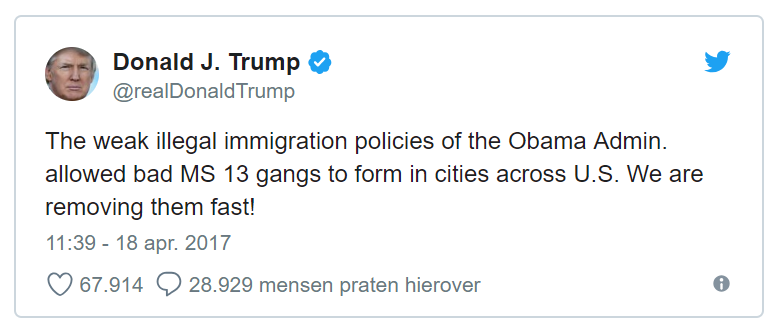 Donald J. Trump
@realDonaldTrump
The weak illegal immigration policies of the Obama Admin.
allowed bad MS 13 gangs to form in cities across U.S. We are
removing them fast!
11:39 - 18 apr. 2017
67.914 28.929 mensen praten hierover